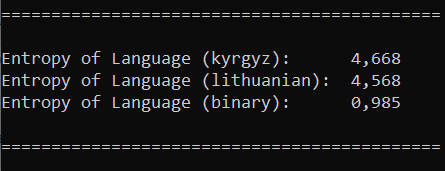 ============================================
Entropy of Language (kyrgyz):      4,668
Entropy of Language (lithuanian):  4,568
Entropy of Language (binary):      0,985
============================================